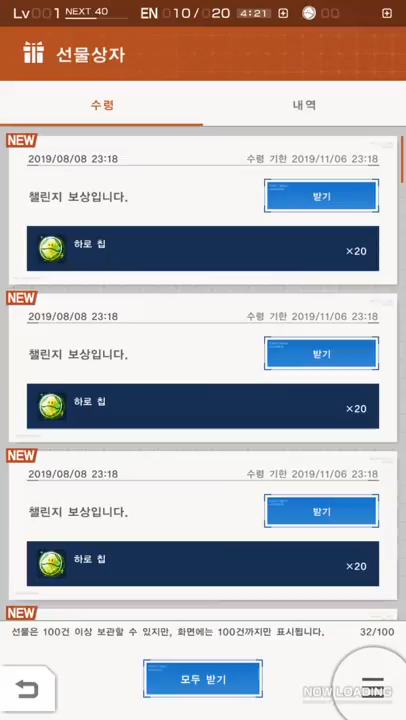 Lv 001 NEXT 40 EN 010/020 4:21 00
선물상자
수령 내역
NEW
2019/08/08 23:18 수령 기한 2019/11/06 23:18
챌린지 보상입니다. 받기
하로 칩 ×20
NEW
2019/08/08 23:18 수령 기한 2019/11/06 23:18
챌린지 보상입니다. 받기
하로 칩 ×20
NEW
2019/08/08 23:18 수령 기한 2019/11/06 23:18
챌린지 보상입니다. 받기
하로 칩 ×20
NEW
선물은 100건 이상 보관할 수 있지만, 화면에는 100건까지만 표시됩니다. 32/100
모두 받기
NOW LOADING